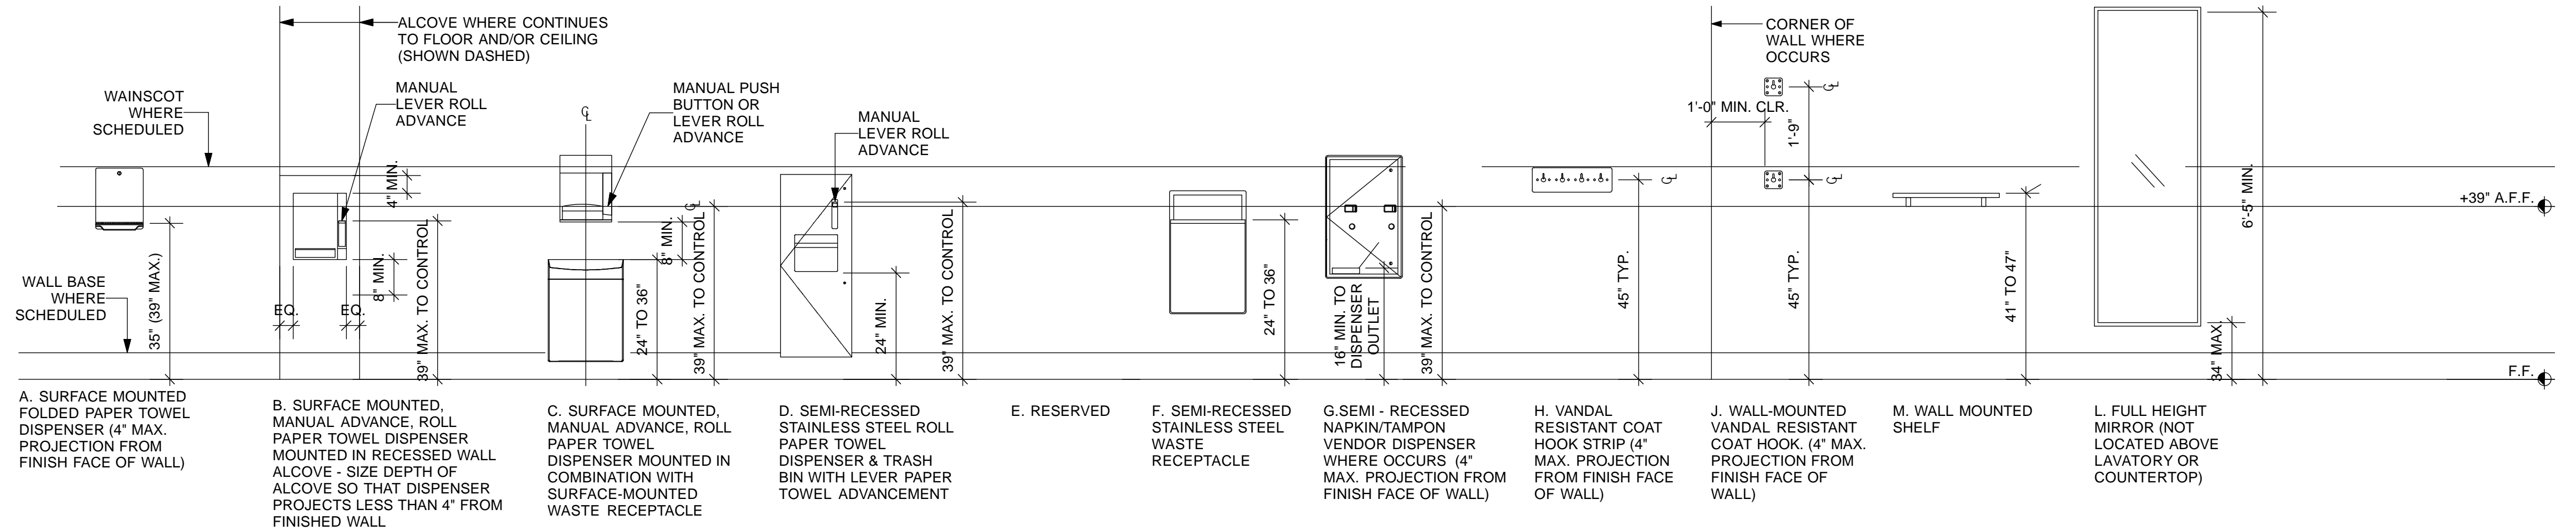 ALCOVE WHERE CONTINUES
TO FLOOR AND/OR CEILING
(SHOWN DASHED)
WAINSCOT
WHERE
SCHEDULED
MANUAL
LEVER ROLL
ADVANCE
MANUAL PUSH
BUTTON OR
LEVER ROLL
ADVANCE
MANUAL
LEVER ROLL
ADVANCE
CORNER OF
WALL WHERE
OCCURS
1'-0" MIN. CLR.
1'-9"
WALL BASE
WHERE
SCHEDULED
35" (39" MAX.)
EQ.
EQ.
4" MIN.
8" MIN.
39" MAX. TO CONTROL
CL
8" MIN.
24" TO 36"
CL
39" MAX. TO CONTROL
24" MIN.
39" MAX. TO CONTROL
24" TO 36"
16" MIN. TO
DISPENSER
OUTLET
39" MAX. TO CONTROL
45" TYP.
CL
CL
CL
45" TYP.
41" TO 47"
34" MAX.
6'-5" MIN.
+39" A.F.F.
F.F.
A. SURFACE MOUNTED
FOLDED PAPER TOWEL
DISPENSER (4" MAX.
PROJECTION FROM
FINISH FACE OF WALL)
B. SURFACE MOUNTED,
MANUAL ADVANCE, ROLL
PAPER TOWEL DISPENSER
MOUNTED IN RECESSED WALL
ALCOVE - SIZE DEPTH OF
ALCOVE SO THAT DISPENSER
PROJECTS LESS THAN 4" FROM
FINISHED WALL
C. SURFACE MOUNTED,
MANUAL ADVANCE, ROLL
PAPER TOWEL
DISPENSER MOUNTED IN
COMBINATION WITH
SURFACE-MOUNTED
WASTE RECEPTACLE
D. SEMI-RECESSED
STAINLESS STEEL ROLL
PAPER TOWEL
DISPENSER & TRASH
BIN WITH LEVER PAPER
TOWEL ADVANCEMENT
E. RESERVED
F. SEMI-RECESSED
STAINLESS STEEL
WASTE
RECEPTACLE
G.SEMI - RECESSED
NAPKIN/TAMPON
VENDOR DISPENSER
WHERE OCCURS (4"
MAX. PROJECTION FROM
FINISH FACE OF WALL)
H. VANDAL
RESISTANT COAT
HOOK STRIP (4"
MAX. PROJECTION
FROM FINISH FACE
OF WALL)
J. WALL-MOUNTED
VANDAL RESISTANT
COAT HOOK. (4" MAX.
PROJECTION FROM
FINISH FACE OF
WALL)
M. WALL MOUNTED
SHELF
L. FULL HEIGHT
MIRROR (NOT
LOCATED ABOVE
LAVATORY OR
COUNTERTOP)